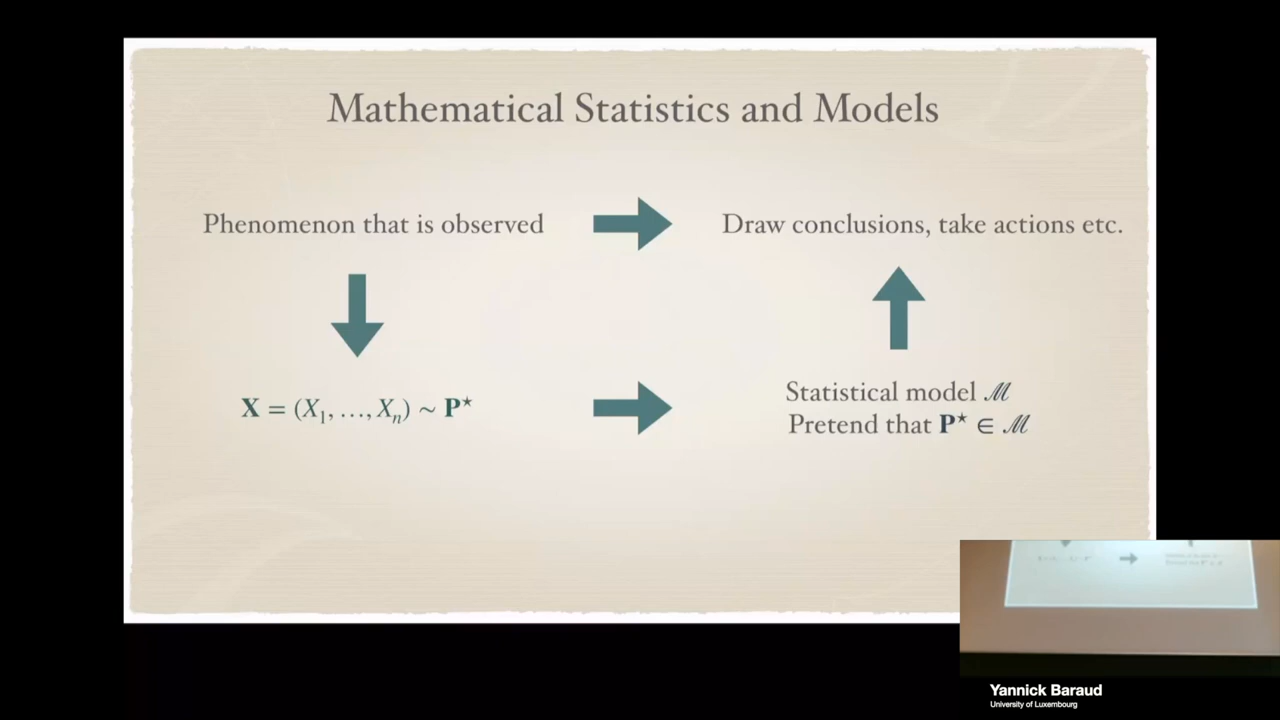 Mathematical Statistics and Models
Phenomenon that is observed
Draw conclusions, take actions etc.
X = (X₁, …, Xₙ) ∼ P⋆
Statistical model ℳ
Pretend that P⋆ ∈ ℳ
Yannick Baraud
University of Luxembourg